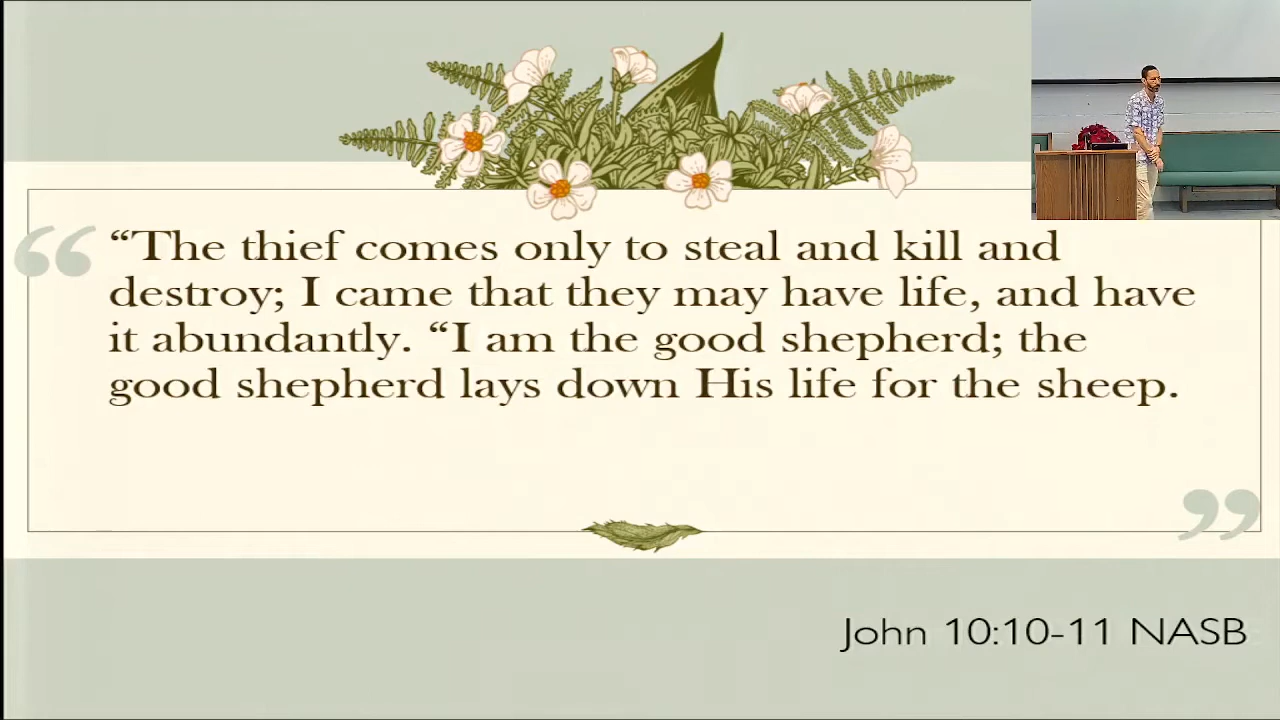 “The thief comes only to steal and kill and
destroy; I came that they may have life, and have
it abundantly. “I am the good shepherd; the
good shepherd lays down His life for the sheep.
”
John 10:10-11 NASB